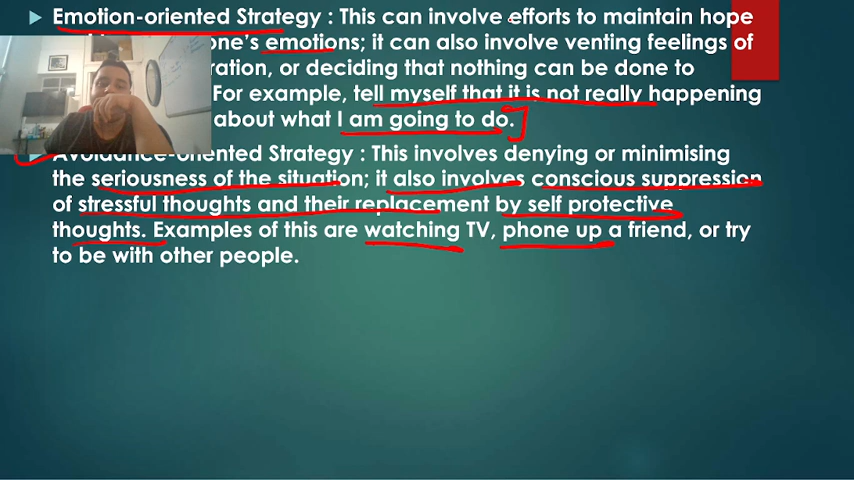 Emotion-oriented Strategy : This can involve efforts to maintain hope
one's emotions; it can also involve venting feelings of
ration, or deciding that nothing can be done to
For example, tell myself that it is not really happening
about what I am going to do.
Avoidance-oriented Strategy : This involves denying or minimising
the seriousness of the situation; it also involves conscious suppression
of stressful thoughts and their replacement by self protective
thoughts. Examples of this are watching TV, phone up a friend, or try
to be with other people.